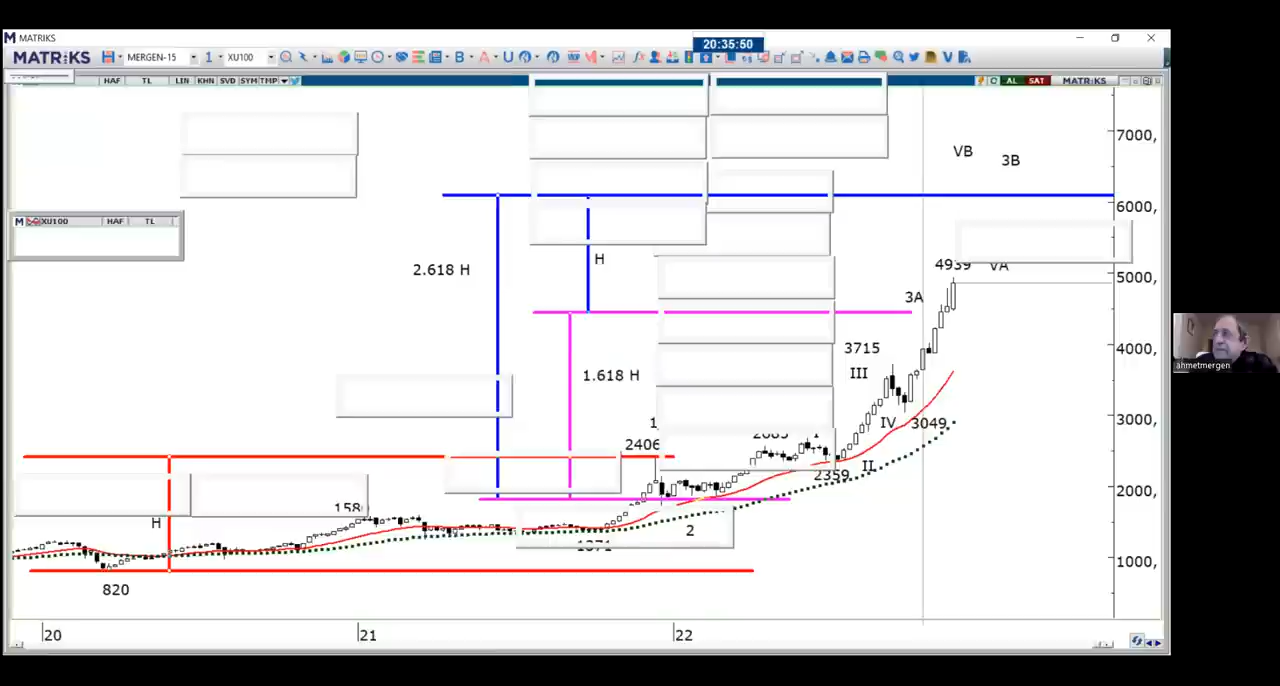 MATRIKS
MATRIKS MERGEN-15 1 XU100 20:35:50
HAF TL LIN KHN SVD SYM TMP AL SAT MATRIKS
7000,
VB 3B
6000,
XU100 HAF TL
H
2.618 H
4939 VA
5000,
3A
3715
4000,
1.618 H
III
ahmetmergen
IV 3049
3000,
2406
2359 II
2000,
H
2
1000,
820
20 21 22